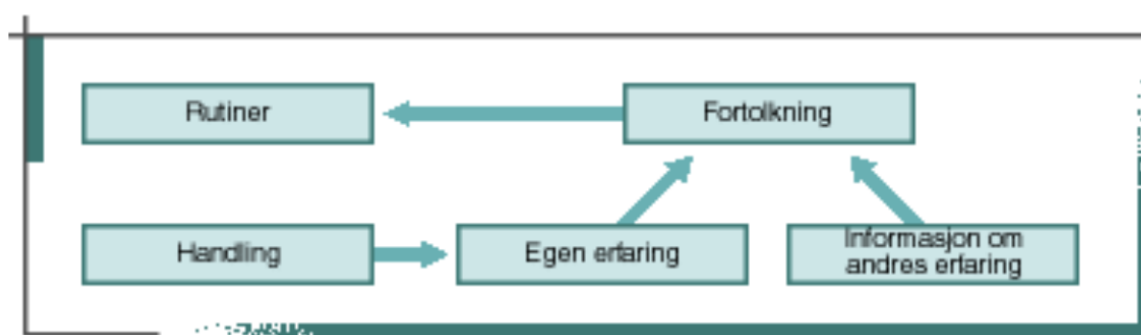 Rutiner
Fortolkning
Handling
Egen erfaring
Informasjon om
andres erfaring